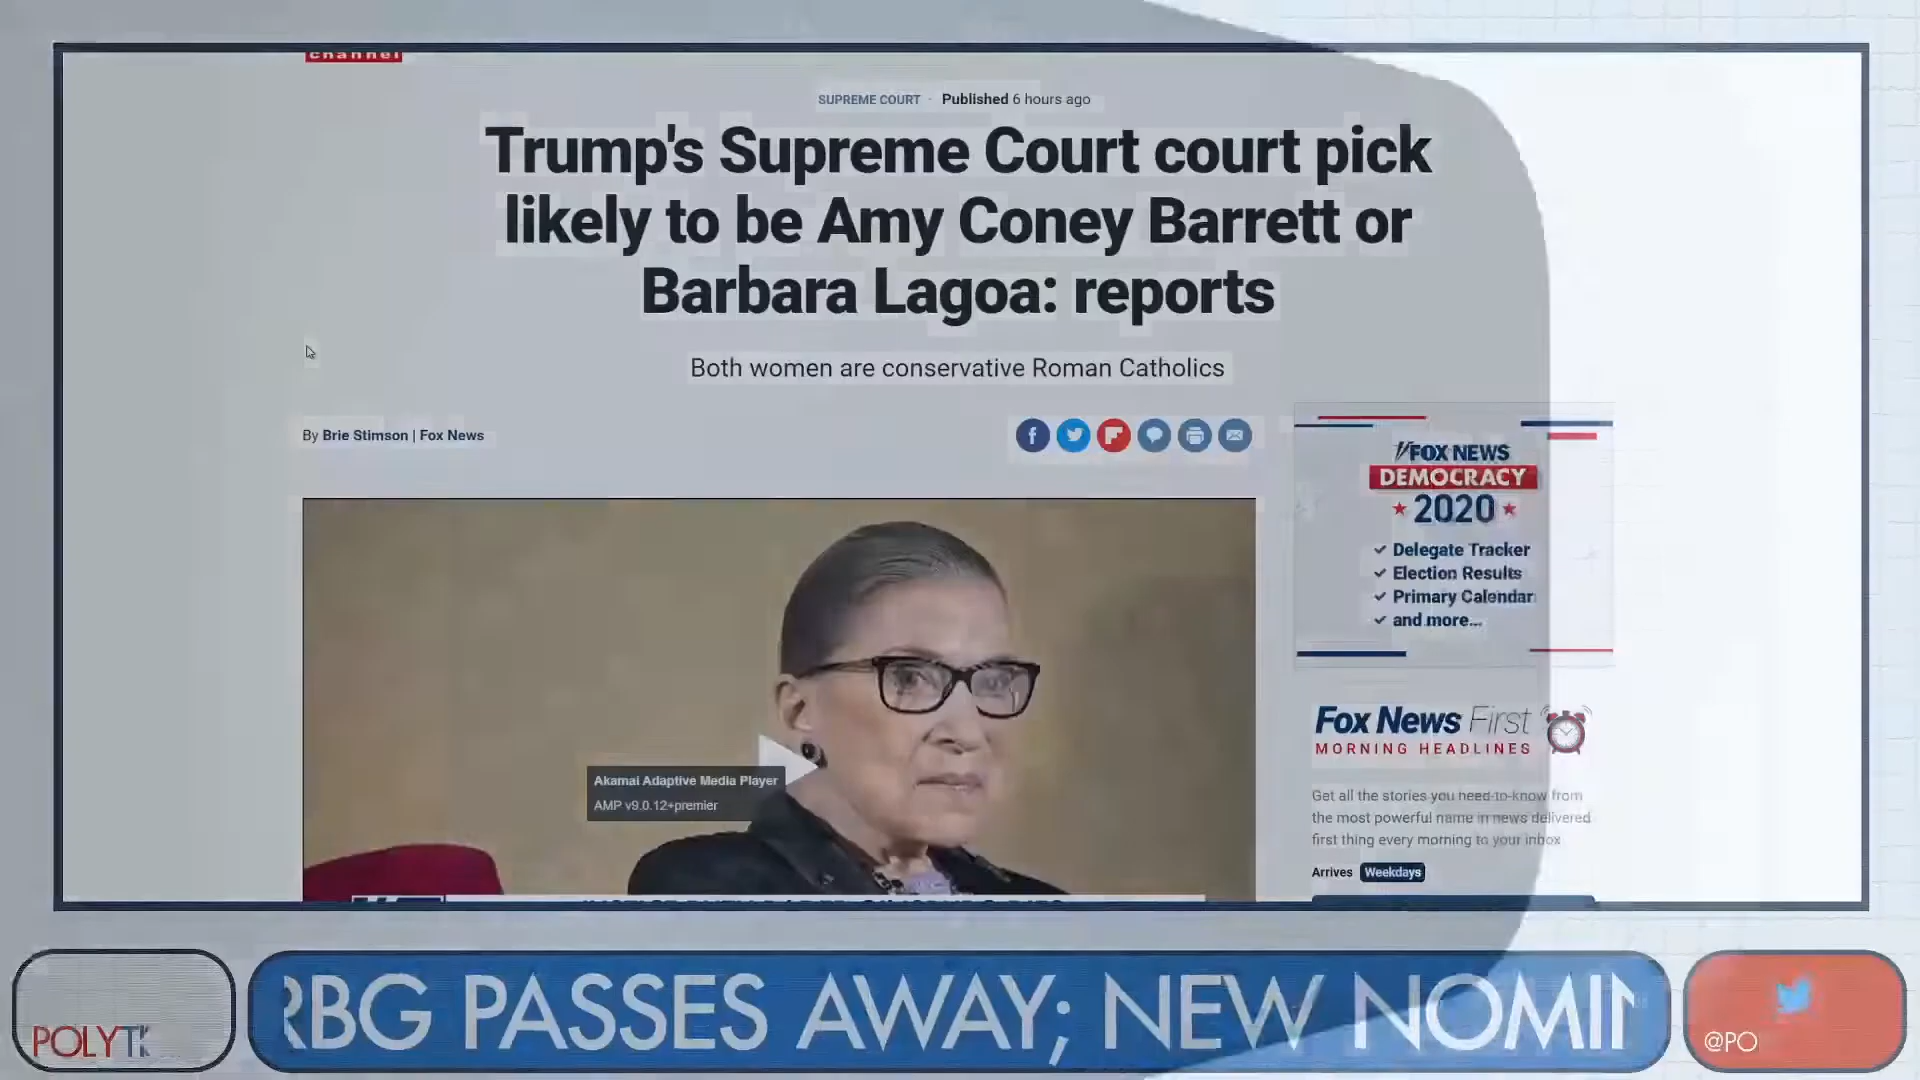 channel
SUPREME COURT · Published 6 hours ago
Trump's Supreme Court court pick
likely to be Amy Coney Barrett or
Barbara Lagoa: reports
Both women are conservative Roman Catholics
By Brie Stimson | Fox News
FOX NEWS
DEMOCRACY
2020
Delegate Tracker
Election Results
Primary Calendar
and more...
Fox News First
MORNING HEADLINES
Akamai Adaptive Media Player
AMP v9.0.12+premier
Get all the stories you need-to-know from
the most powerful name in news delivered
first thing every morning to your inbox
Arrives Weekdays
POLYTK
RBG PASSES AWAY; NEW NOMIN
@PO